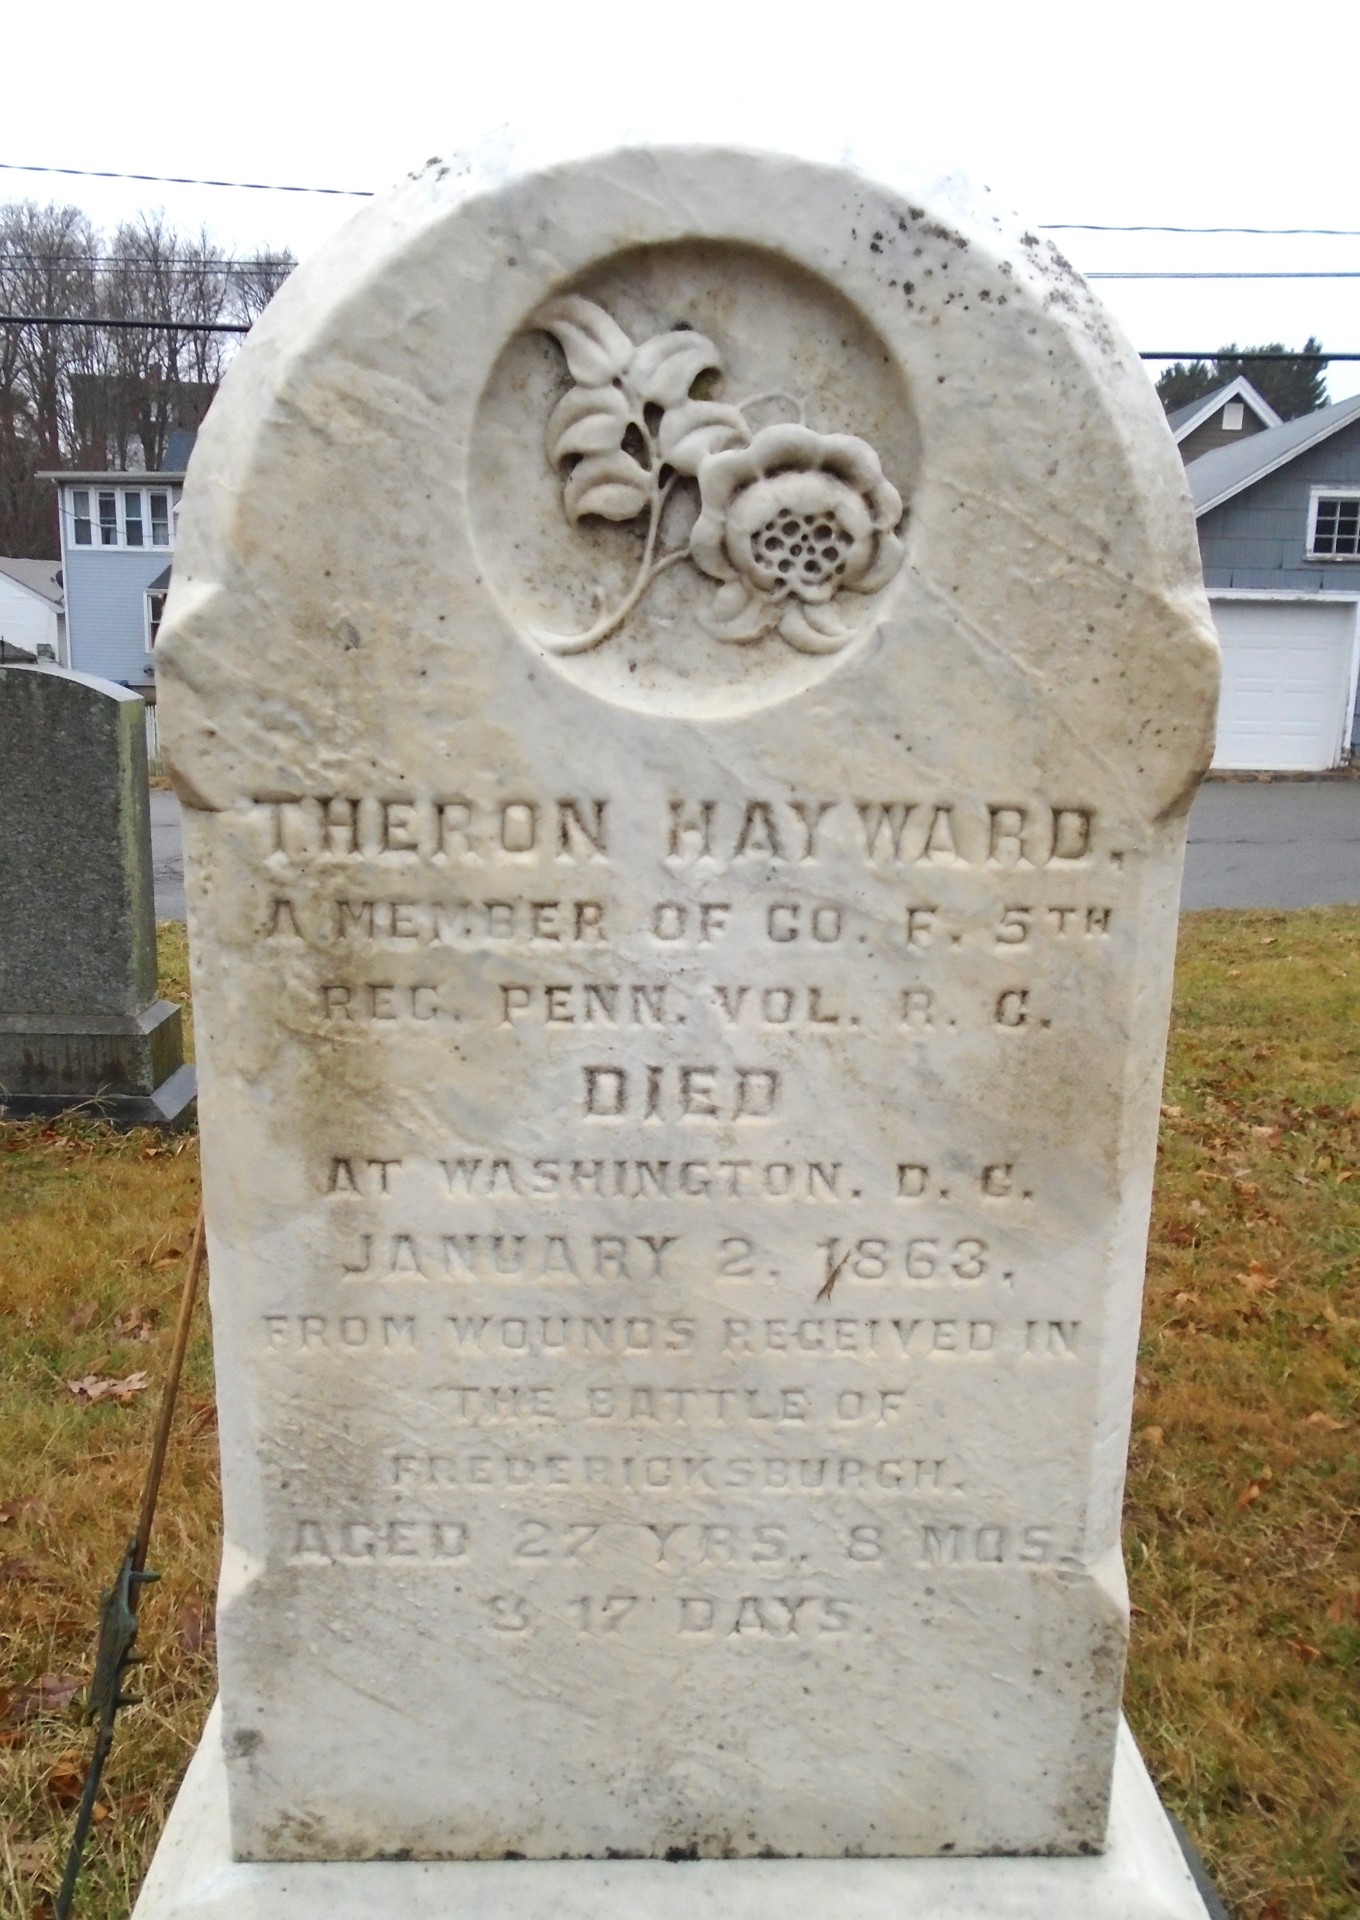 THERON HAYWARD.
A MEMBER OF CO. F. 5TH
REG. PENN. VOL. R. C.
DIED
AT WASHINGTON. D. C.
JANUARY 2. 1863.
FROM WOUNDS RECEIVED IN
THE BATTLE OF
FREDERICKSBURGH.
AGED 27 YRS. 8 MOS.
& 17 DAYS.